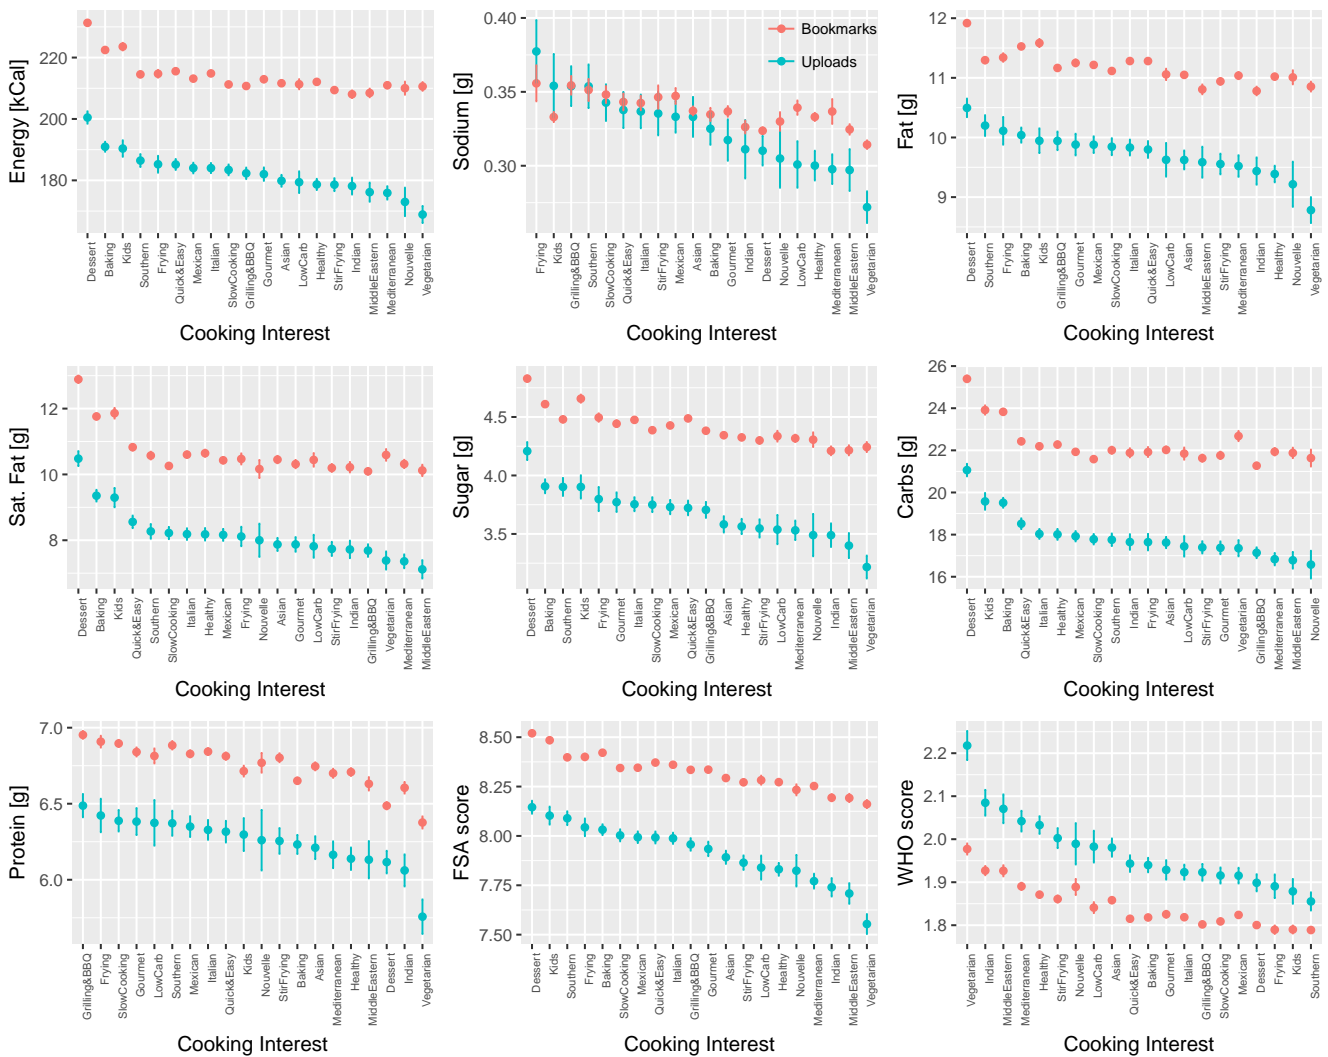 Energy [kCal]
220
200
180
Dessert
Baking
Kids
Southern
Frying
Quick&Easy
Mexican
Italian
SlowCooking
Grilling&BBQ
Gourmet
Asian
LowCarb
Healthy
StirFrying
Indian
MiddleEastern
Mediterranean
Nouvelle
Vegetarian
Cooking Interest
Sodium [g]
0.40
0.35
0.30
Bookmarks
Uploads
Frying
Kids
Grilling&BBQ
Southern
SlowCooking
Quick&Easy
Italian
StirFrying
Mexican
Asian
Baking
Gourmet
Indian
Dessert
Nouvelle
LowCarb
Healthy
Mediterranean
MiddleEastern
Vegetarian
Cooking Interest
Fat [g]
12
11
10
9
Dessert
Southern
Frying
Baking
Kids
Grilling&BBQ
Gourmet
Mexican
SlowCooking
Italian
Quick&Easy
LowCarb
Asian
MiddleEastern
StirFrying
Mediterranean
Indian
Healthy
Nouvelle
Vegetarian
Cooking Interest
Sat. Fat [g]
12
10
8
Dessert
Baking
Kids
Quick&Easy
Southern
SlowCooking
Italian
Healthy
Mexican
Frying
Nouvelle
Asian
Gourmet
LowCarb
StirFrying
Indian
Grilling&BBQ
Vegetarian
Mediterranean
MiddleEastern
Cooking Interest
Sugar [g]
4.5
4.0
3.5
Dessert
Baking
Southern
Kids
Frying
Gourmet
Italian
SlowCooking
Mexican
Quick&Easy
Grilling&BBQ
Asian
Healthy
StirFrying
LowCarb
Mediterranean
Nouvelle
Indian
MiddleEastern
Vegetarian
Cooking Interest
Carbs [g]
26
24
22
20
18
16
Dessert
Kids
Baking
Quick&Easy
Italian
Healthy
Mexican
SlowCooking
Southern
Indian
Frying
Asian
LowCarb
StirFrying
Gourmet
Vegetarian
Grilling&BBQ
Mediterranean
MiddleEastern
Nouvelle
Cooking Interest
Protein [g]
7.0
6.5
6.0
Grilling&BBQ
Frying
SlowCooking
Gourmet
LowCarb
Southern
Mexican
Italian
Quick&Easy
Kids
Nouvelle
StirFrying
Baking
Asian
Mediterranean
Healthy
MiddleEastern
Dessert
Indian
Vegetarian
Cooking Interest
FSA score
8.50
8.25
8.00
7.75
7.50
Dessert
Kids
Southern
Frying
Baking
SlowCooking
Mexican
Quick&Easy
Italian
Grilling&BBQ
Gourmet
Asian
StirFrying
LowCarb
Healthy
Nouvelle
Mediterranean
Indian
MiddleEastern
Vegetarian
Cooking Interest
WHO score
2.2
2.1
2.0
1.9
1.8
Vegetarian
Indian
MiddleEastern
Mediterranean
Healthy
StirFrying
Nouvelle
LowCarb
Asian
Quick&Easy
Baking
Gourmet
Italian
Grilling&BBQ
SlowCooking
Mexican
Dessert
Frying
Kids
Southern
Cooking Interest